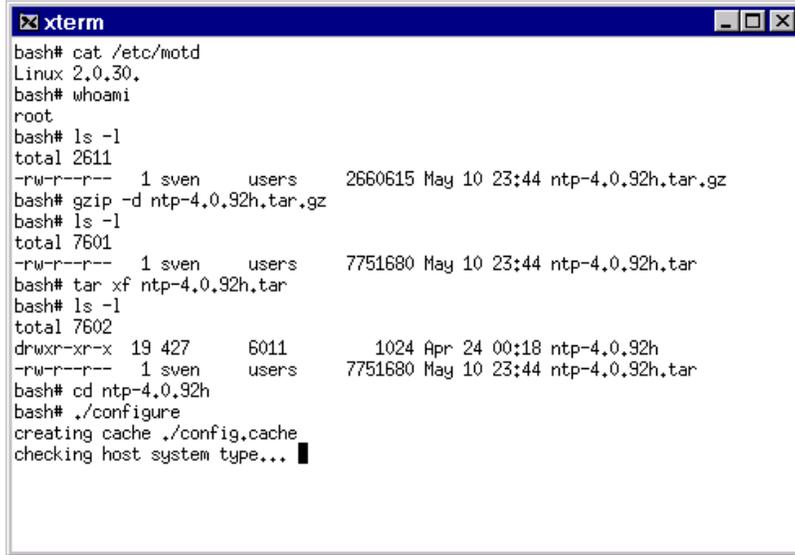 xterm
bash# cat /etc/motd
Linux 2.0.30.
bash# whoami
root
bash# ls -l
total 2611
-rw-r--r--   1 sven     users     2660615 May 10 23:44 ntp-4.0.92h.tar.gz
bash# gzip -d ntp-4.0.92h.tar.gz
bash# ls -l
total 7601
-rw-r--r--   1 sven     users     7751680 May 10 23:44 ntp-4.0.92h.tar
bash# tar xf ntp-4.0.92h.tar
bash# ls -l
total 7602
drwxr-xr-x  19 427      6011         1024 Apr 24 00:18 ntp-4.0.92h
-rw-r--r--   1 sven     users     7751680 May 10 23:44 ntp-4.0.92h.tar
bash# cd ntp-4.0.92h
bash# ./configure
creating cache ./config.cache
checking host system type...